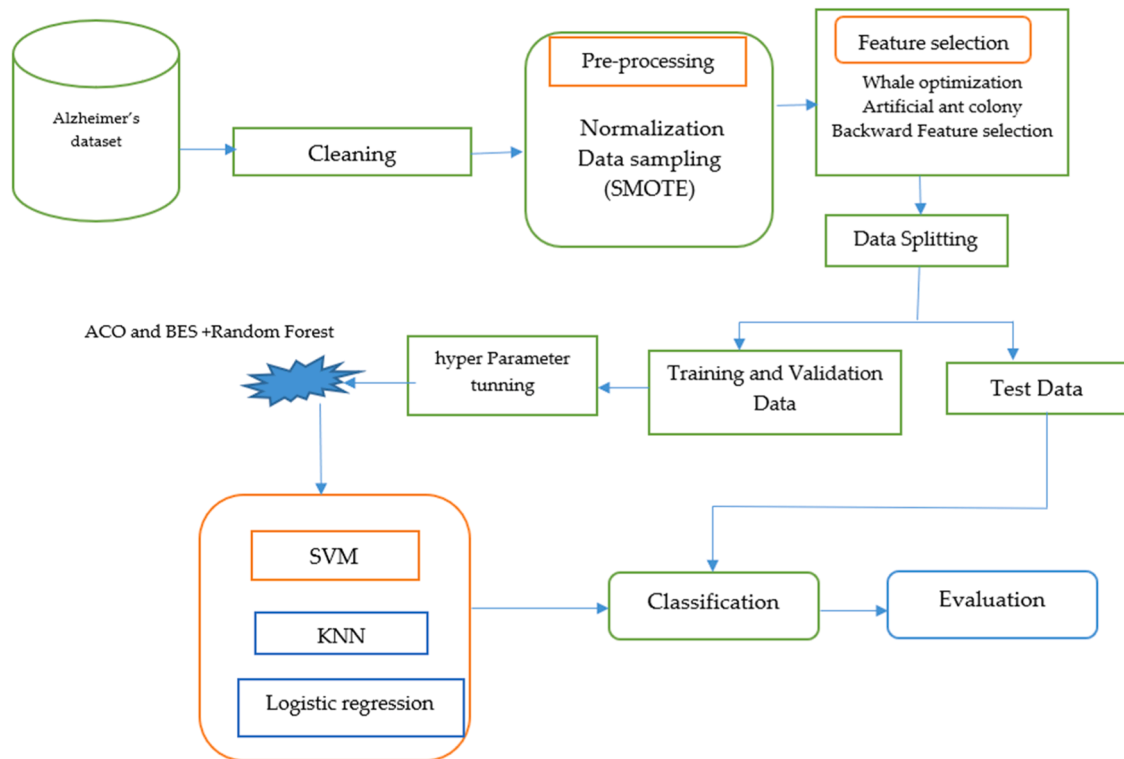 Alzheimer's
dataset
Cleaning
Pre-processing
Normalization
Data sampling
(SMOTE)
Feature selection
Whale optimization
Artificial ant colony
Backward Feature selection
Data Splitting
Training and Validation
Data
Test Data
hyper Parameter
tunning
ACO and BES +Random Forest
SVM
KNN
Logistic regression
Classification
Evaluation